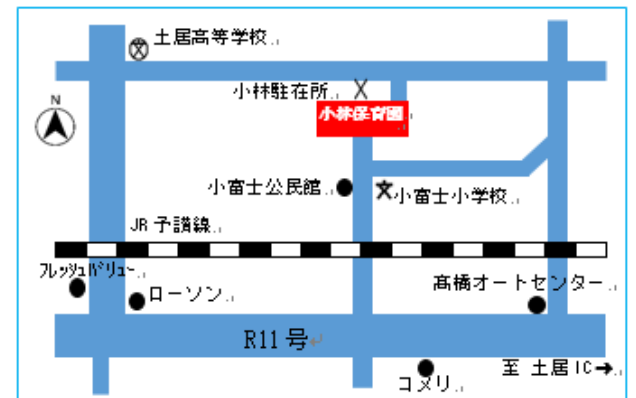 土居高等学校
N
小林駐在所
小林保育園
小富士公民館
小富士小学校
JR 予讃線
フレッシュバリュー
ローソン
髙橋オートセンター
R11 号
至 土居IC→
コメリ